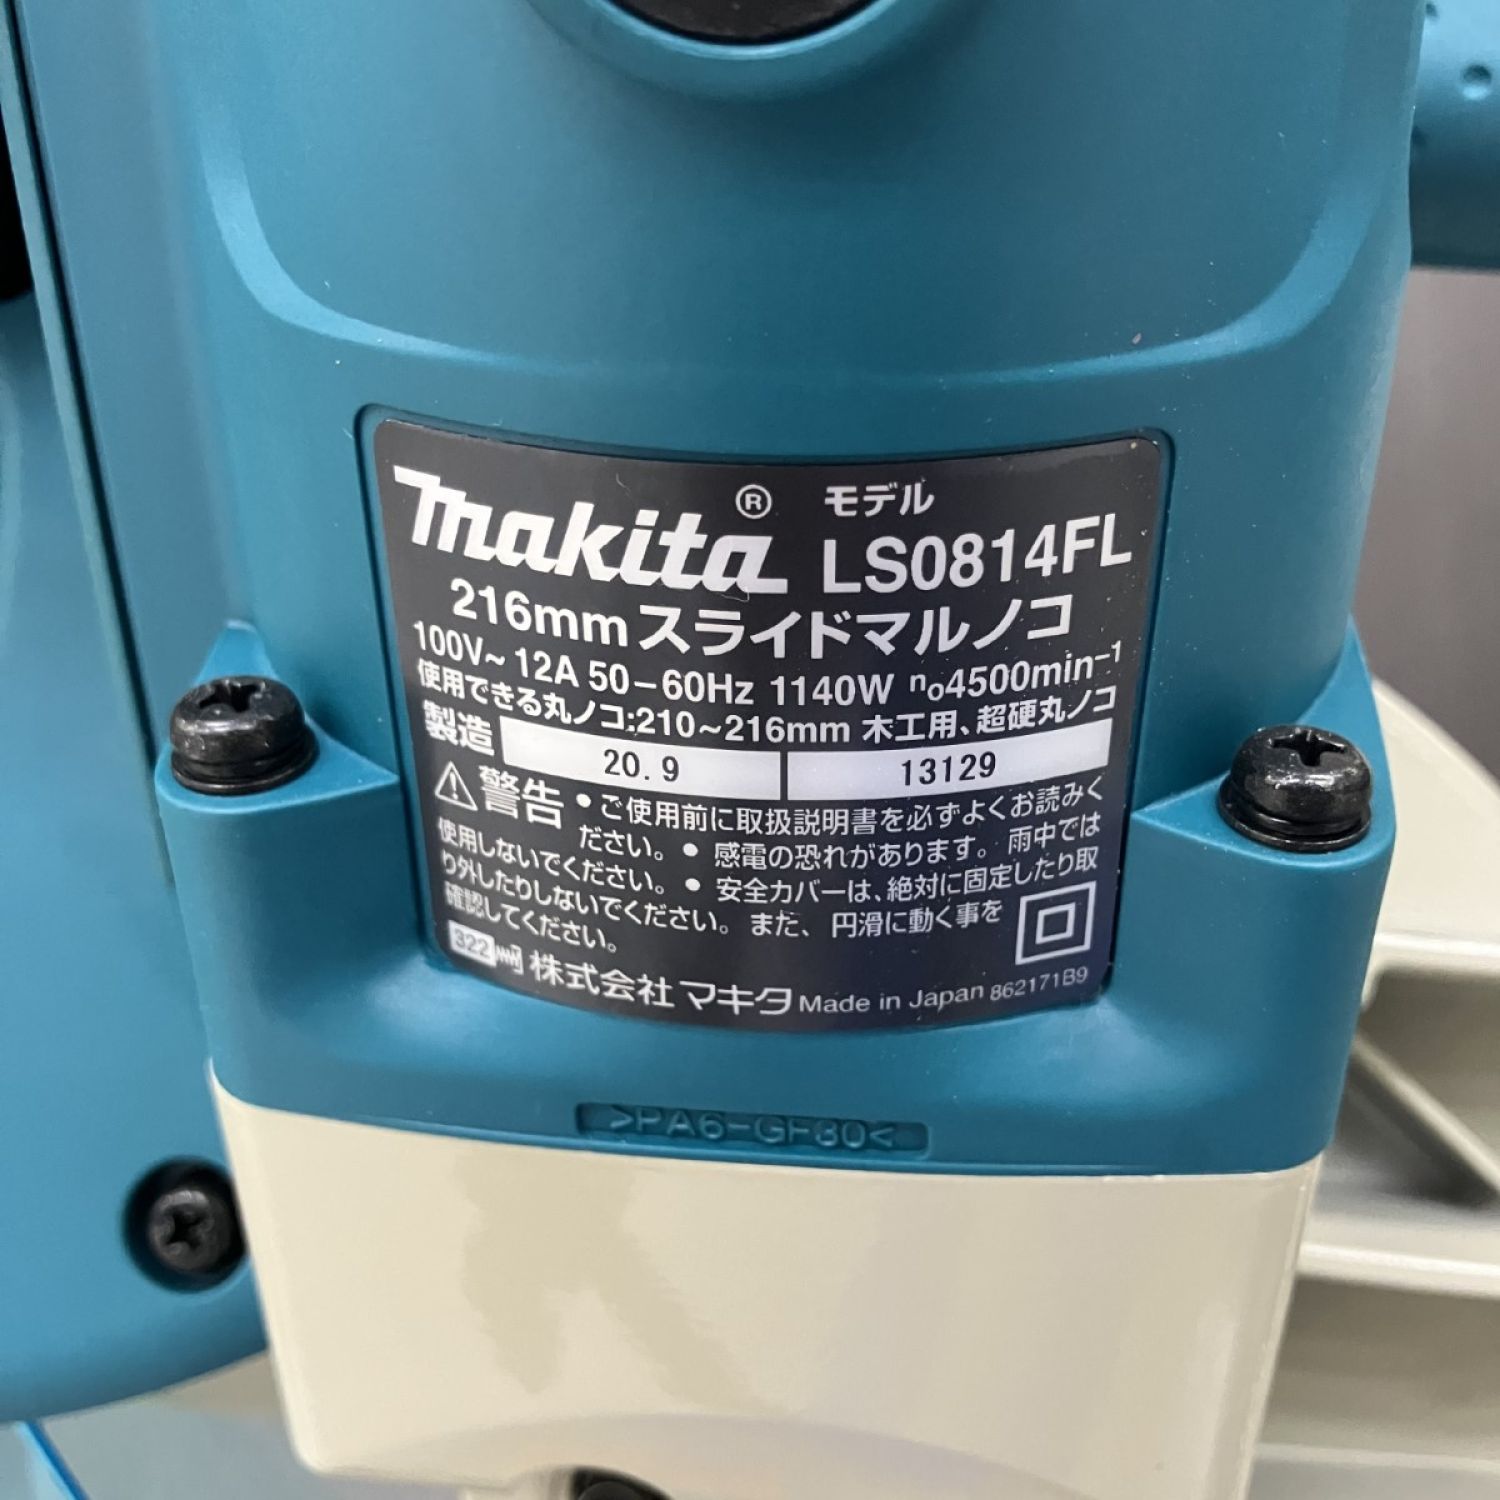 makita® モデル LS0814FL
216mmスライドマルノコ
100V～12A 50－60Hz 1140W n₀4500min⁻¹
使用できる丸ノコ:210～216mm 木工用、超硬丸ノコ
製造 20.9 13129
⚠警告 ●ご使用前に取扱説明書を必ずよくお読みく
ださい。●感電の恐れがあります。雨中では
使用しないでください。●安全カバーは、絶対に固定したり取
り外したりしないでください。また、円滑に動く事を
確認してください。
322 株式会社マキタ Made in Japan 862171B9
>PA6-GF30<